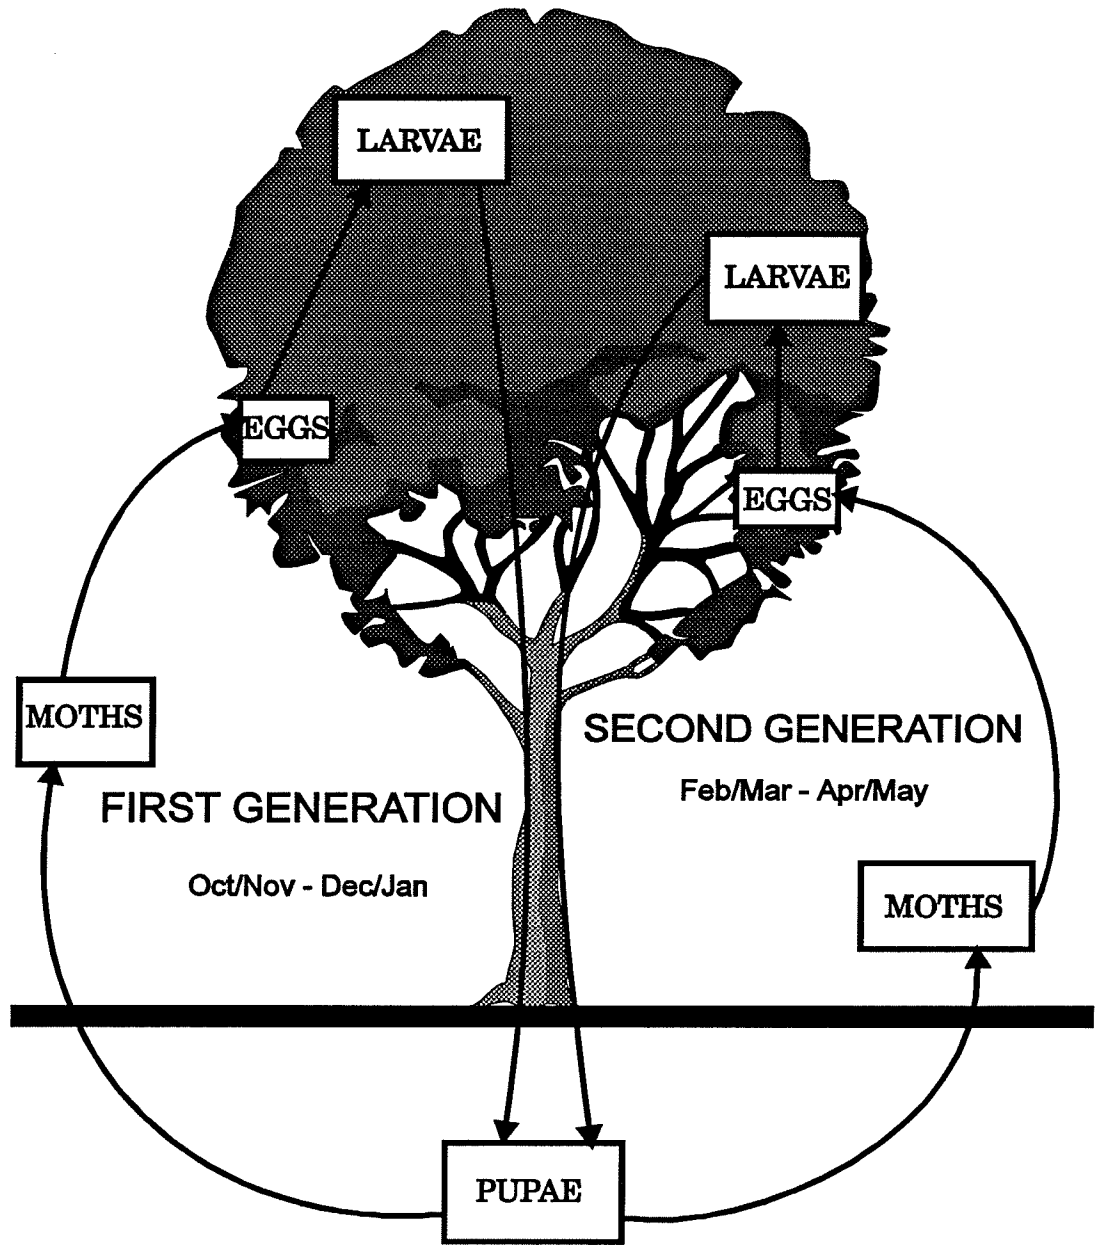 LARVAE
LARVAE
EGGS
EGGS
MOTHS
SECOND GENERATION
Feb/Mar - Apr/May
FIRST GENERATION
Oct/Nov - Dec/Jan
MOTHS
PUPAE